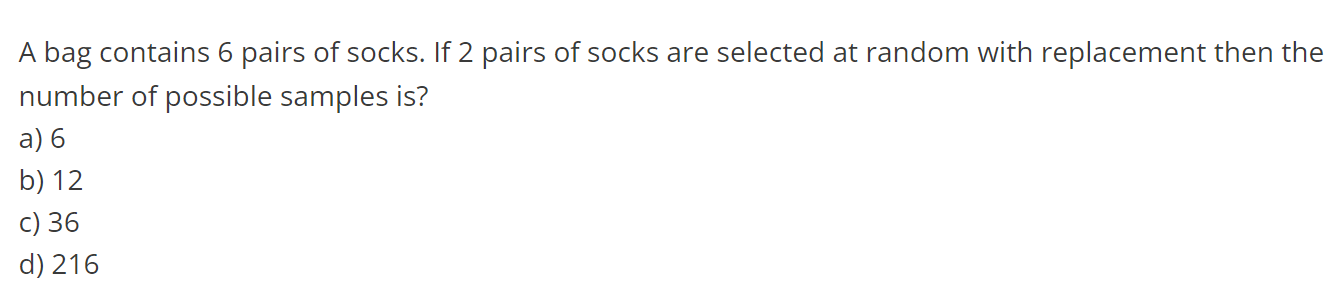 A bag contains 6 pairs of socks. If 2 pairs of socks are selected at random with replacement then the
number of possible samples is?
a) 6
b) 12
c) 36
d) 216